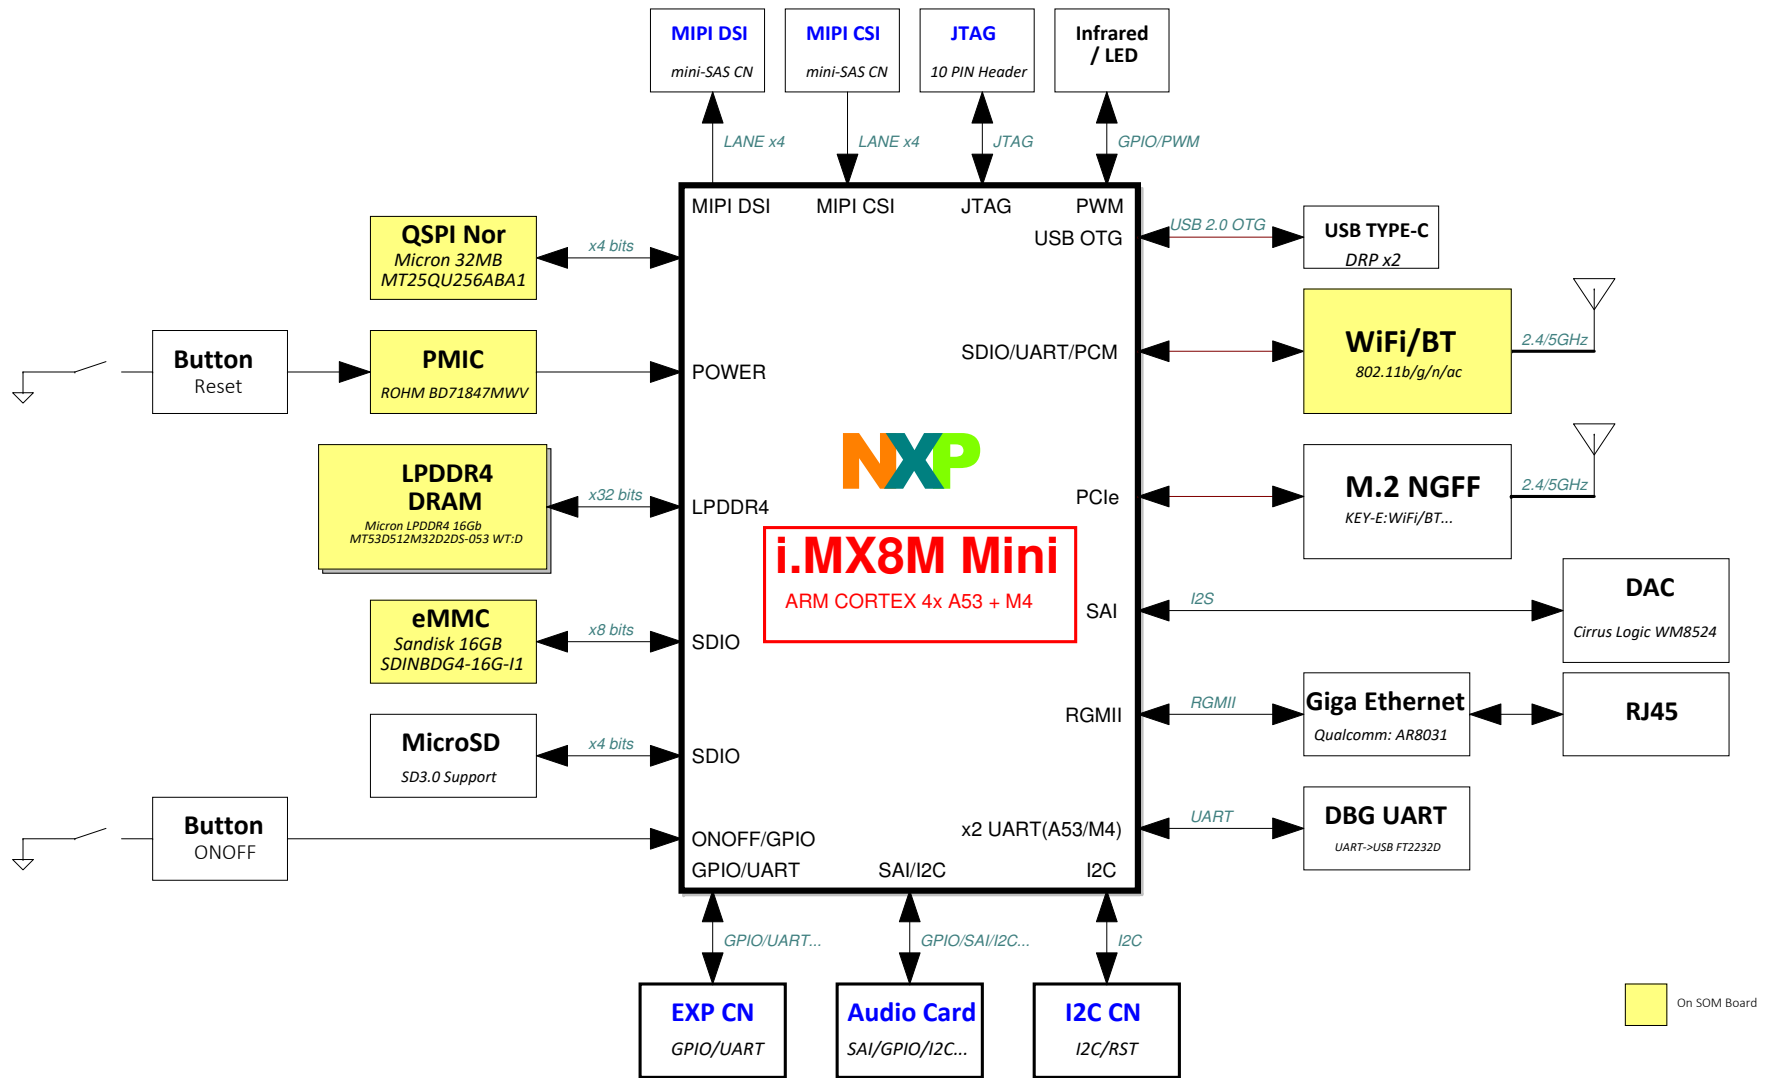 MIPI DSI
mini-SAS CN
MIPI CSI
mini-SAS CN
JTAG
10 PIN Header
Infrared
/ LED
LANE x4
LANE x4
JTAG
GPIO/PWM
MIPI DSI
MIPI CSI
JTAG
PWM
QSPI Nor
Micron 32MB
MT25QU256ABA1
x4 bits
USB OTG
USB 2.0 OTG
USB TYPE-C
DRP x2
Button
Reset
PMIC
ROHM BD71847MWV
POWER
SDIO/UART/PCM
WiFi/BT
802.11b/g/n/ac
2.4/5GHz
LPDDR4
DRAM
Micron LPDDR4 16Gb
MT53D512M32D2DS-053 WT:D
x32 bits
LPDDR4
NXP
PCIe
M.2 NGFF
KEY-E:WiFi/BT...
2.4/5GHz
i.MX8M Mini
ARM CORTEX 4x A53 + M4
eMMC
Sandisk 16GB
SDINBDG4-16G-I1
x8 bits
SDIO
SAI
I2S
DAC
Cirrus Logic WM8524
MicroSD
SD3.0 Support
x4 bits
SDIO
RGMII
RGMII
Giga Ethernet
Qualcomm: AR8031
RJ45
Button
ONOFF
ONOFF/GPIO
x2 UART(A53/M4)
UART
DBG UART
UART->USB FT2232D
GPIO/UART
SAI/I2C
I2C
GPIO/UART...
GPIO/SAI/I2C...
I2C
EXP CN
GPIO/UART
Audio Card
SAI/GPIO/I2C...
I2C CN
I2C/RST
On SOM Board